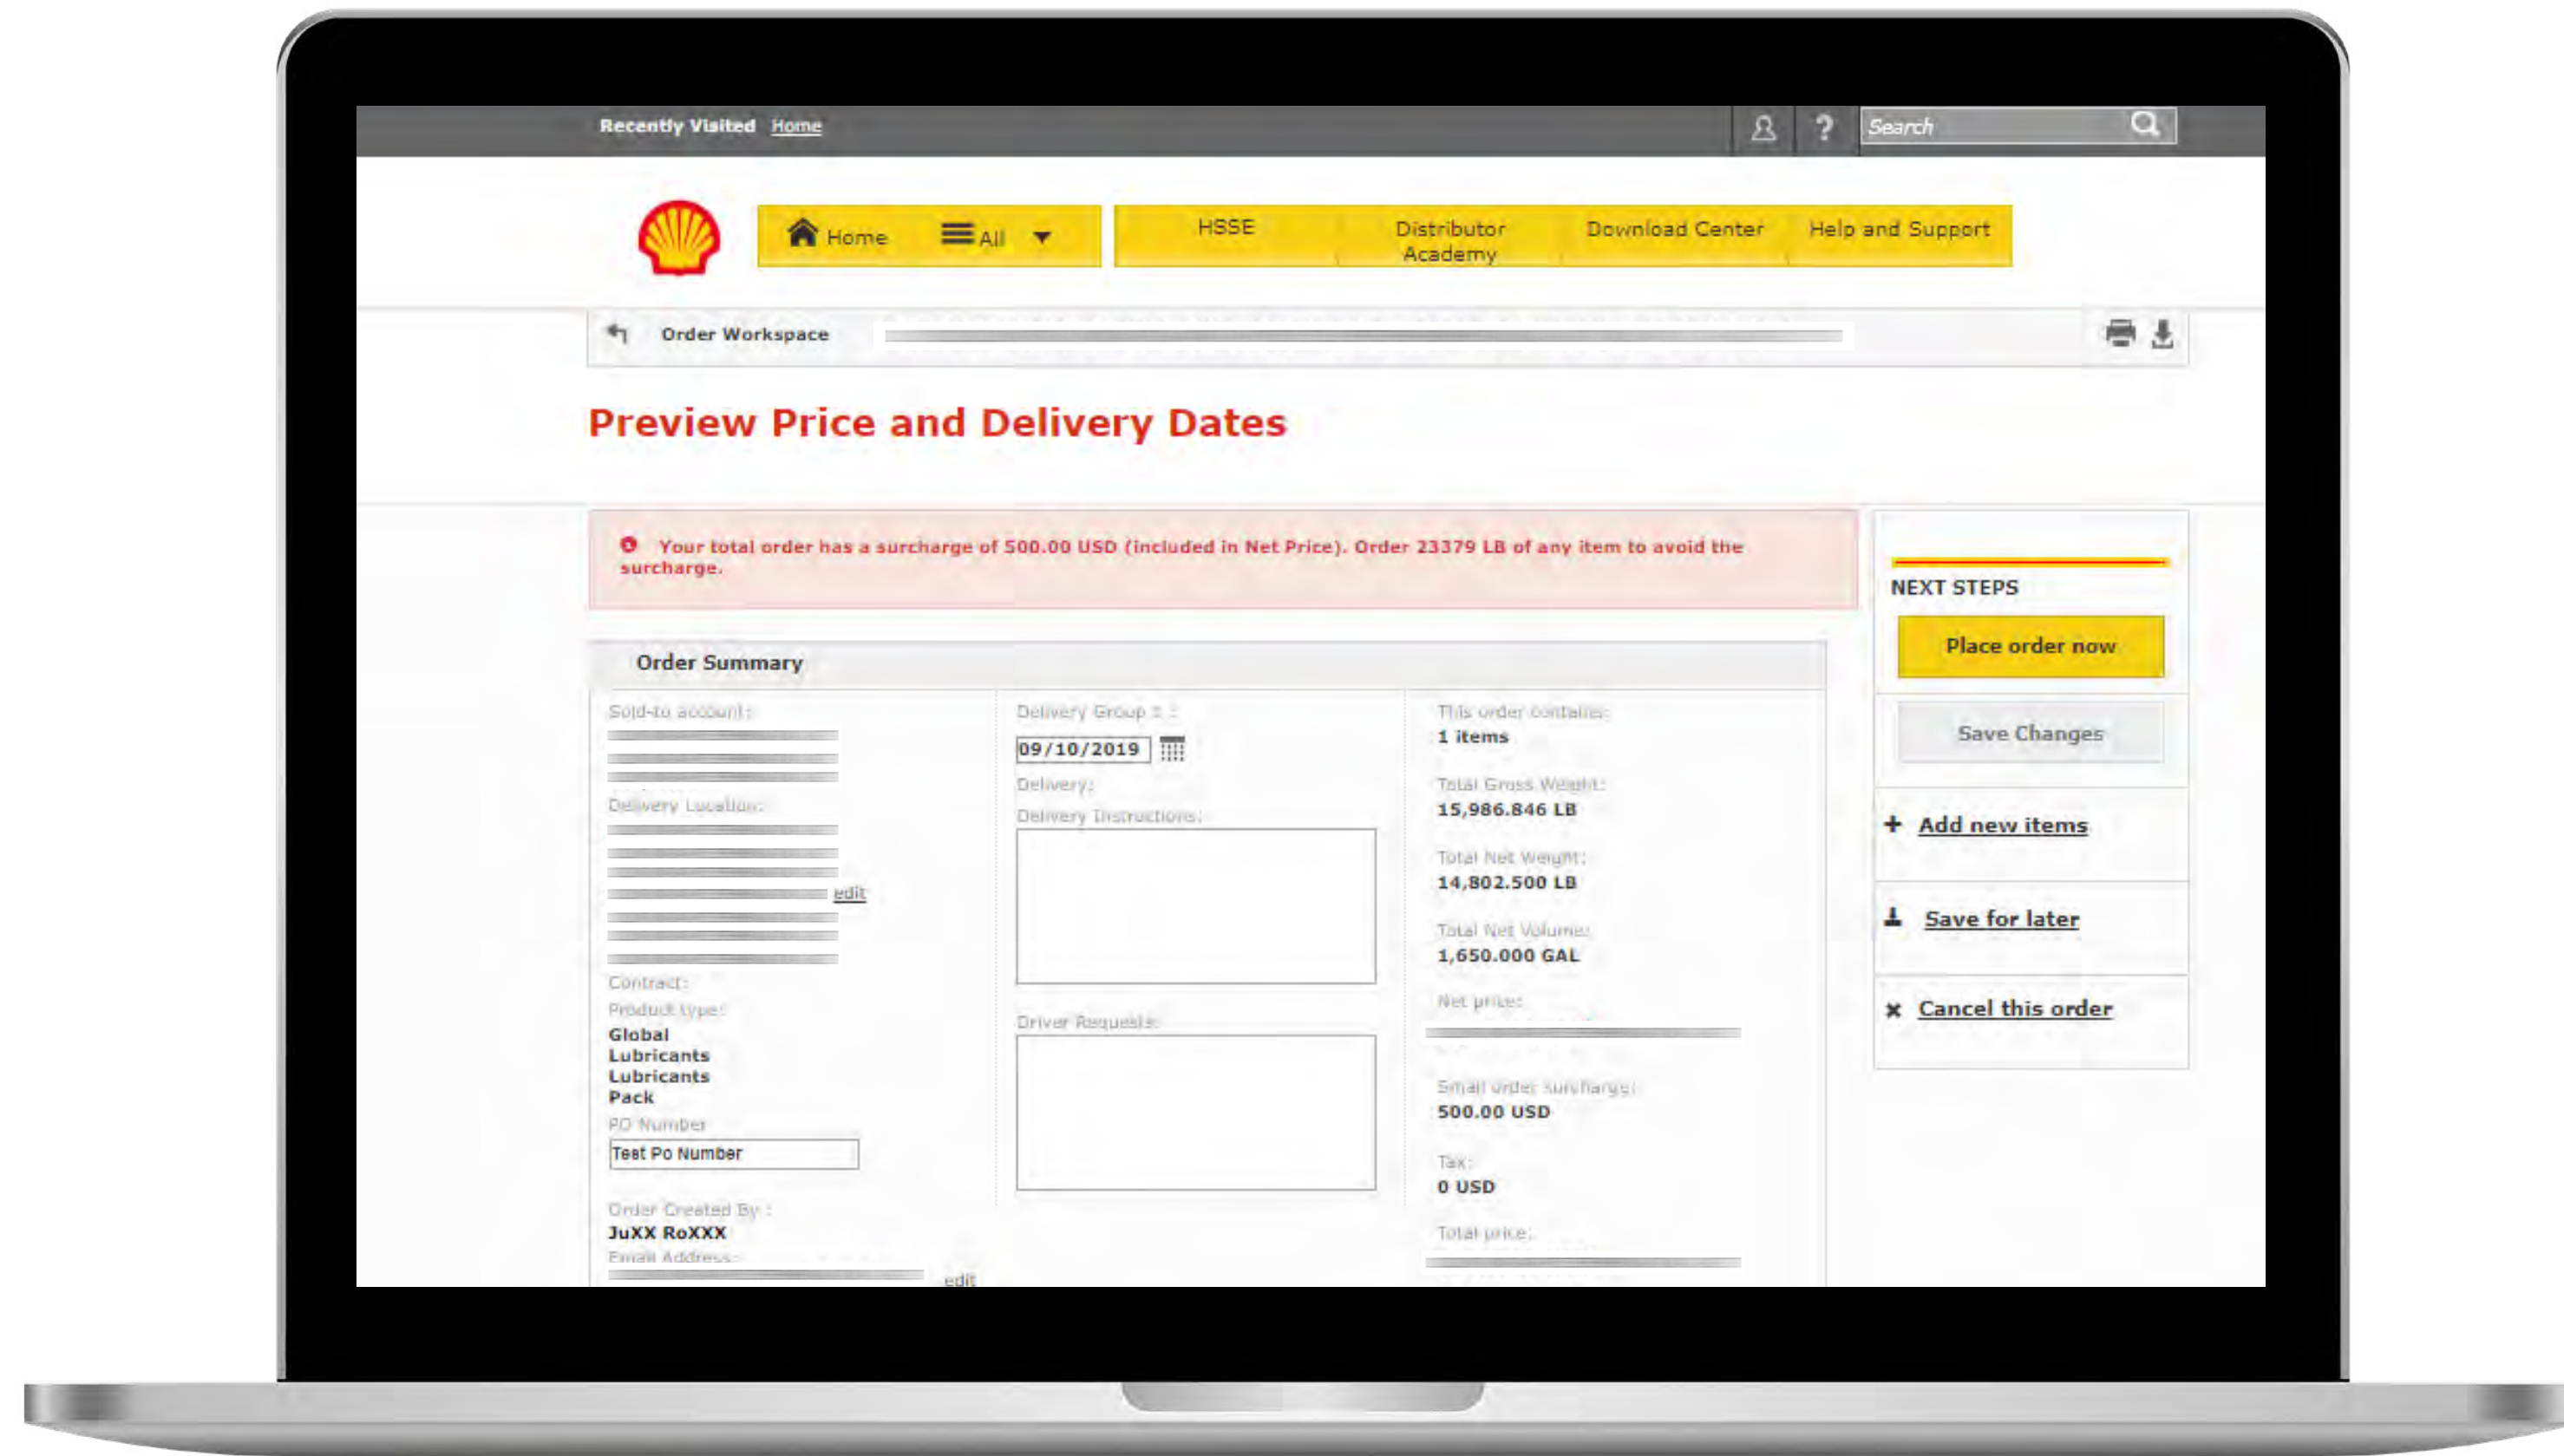 Recently Visited Home
? Search
Home All
HSSE
Distributor
Academy
Download Center
Help and Support
Order Workspace
Preview Price and Delivery Dates
Your total order has a surcharge of 500.00 USD (included in Net Price). Order 23379 LB of any item to avoid the
surcharge.
Order Summary
Sold-to account:
Delivery Location:
edit
Contract:
Product type:
Global
Lubricants
Lubricants
Pack
PO Number
Test Po Number
Order Created By :
JuXX RoXXX
Email Address:
edit
Delivery Group # :
09/10/2019
Delivery:
Delivery Instructions:
Driver Requests:
This order contains:
1 items
Total Gross Weight:
15,986.846 LB
Total Net Weight:
14,802.500 LB
Total Net Volume:
1,650.000 GAL
Net price:
Small order surcharge:
500.00 USD
Tax:
0 USD
Total price:
NEXT STEPS
Place order now
Save Changes
Add new items
Save for later
Cancel this order